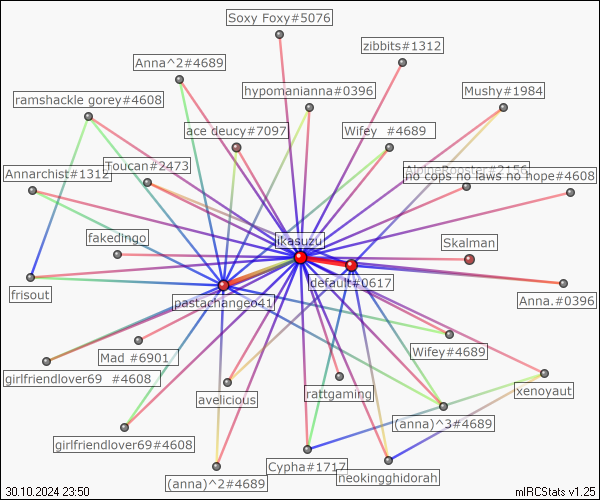 Soxy Foxy#5076
zibbits#1312
Anna^2#4689
hypomanianna#0396
Mushy#1984
ramshackle gorey#4608
ace deucy#7097
Wifey #4689
Toucan#2473
AlpineRooster#2156
Annarchist#1312
no cops no laws no hope#4608
fakedingo
ikasuzu
Skalman
default#0617
frisout
pastachangeo41
Anna.#0396
Mad #6901
Wifey#4689
girlfriendlover69 #4608
avelicious
rattgaming
xenoyaut
(anna)^3#4689
girlfriendlover69#4608
Cypha#1717
neokingghidorah
(anna)^2#4689
30.10.2024 23:50
mIRCStats v1.25